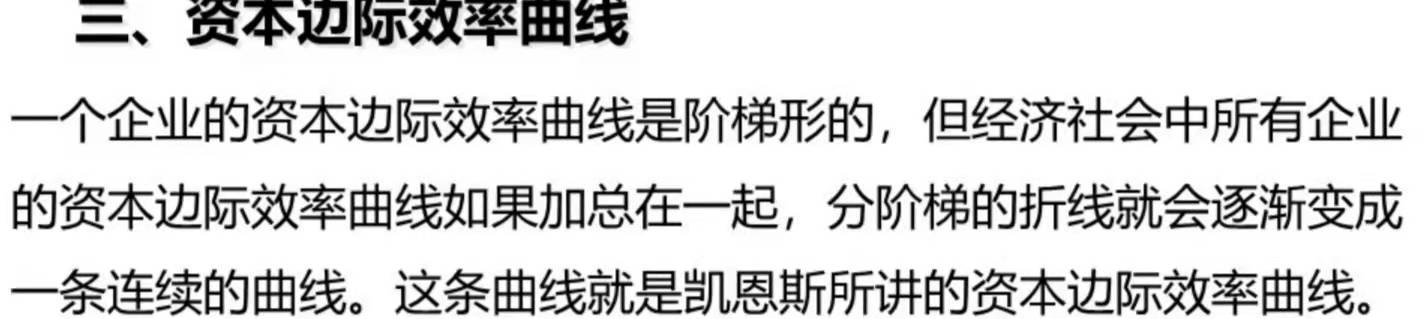 三、资本边际效率曲线
一个企业的资本边际效率曲线是阶梯形的，但经济社会中所有企业
的资本边际效率曲线如果加总在一起，分阶梯的折线就会逐渐变成
一条连续的曲线。这条曲线就是凯恩斯所讲的资本边际效率曲线。